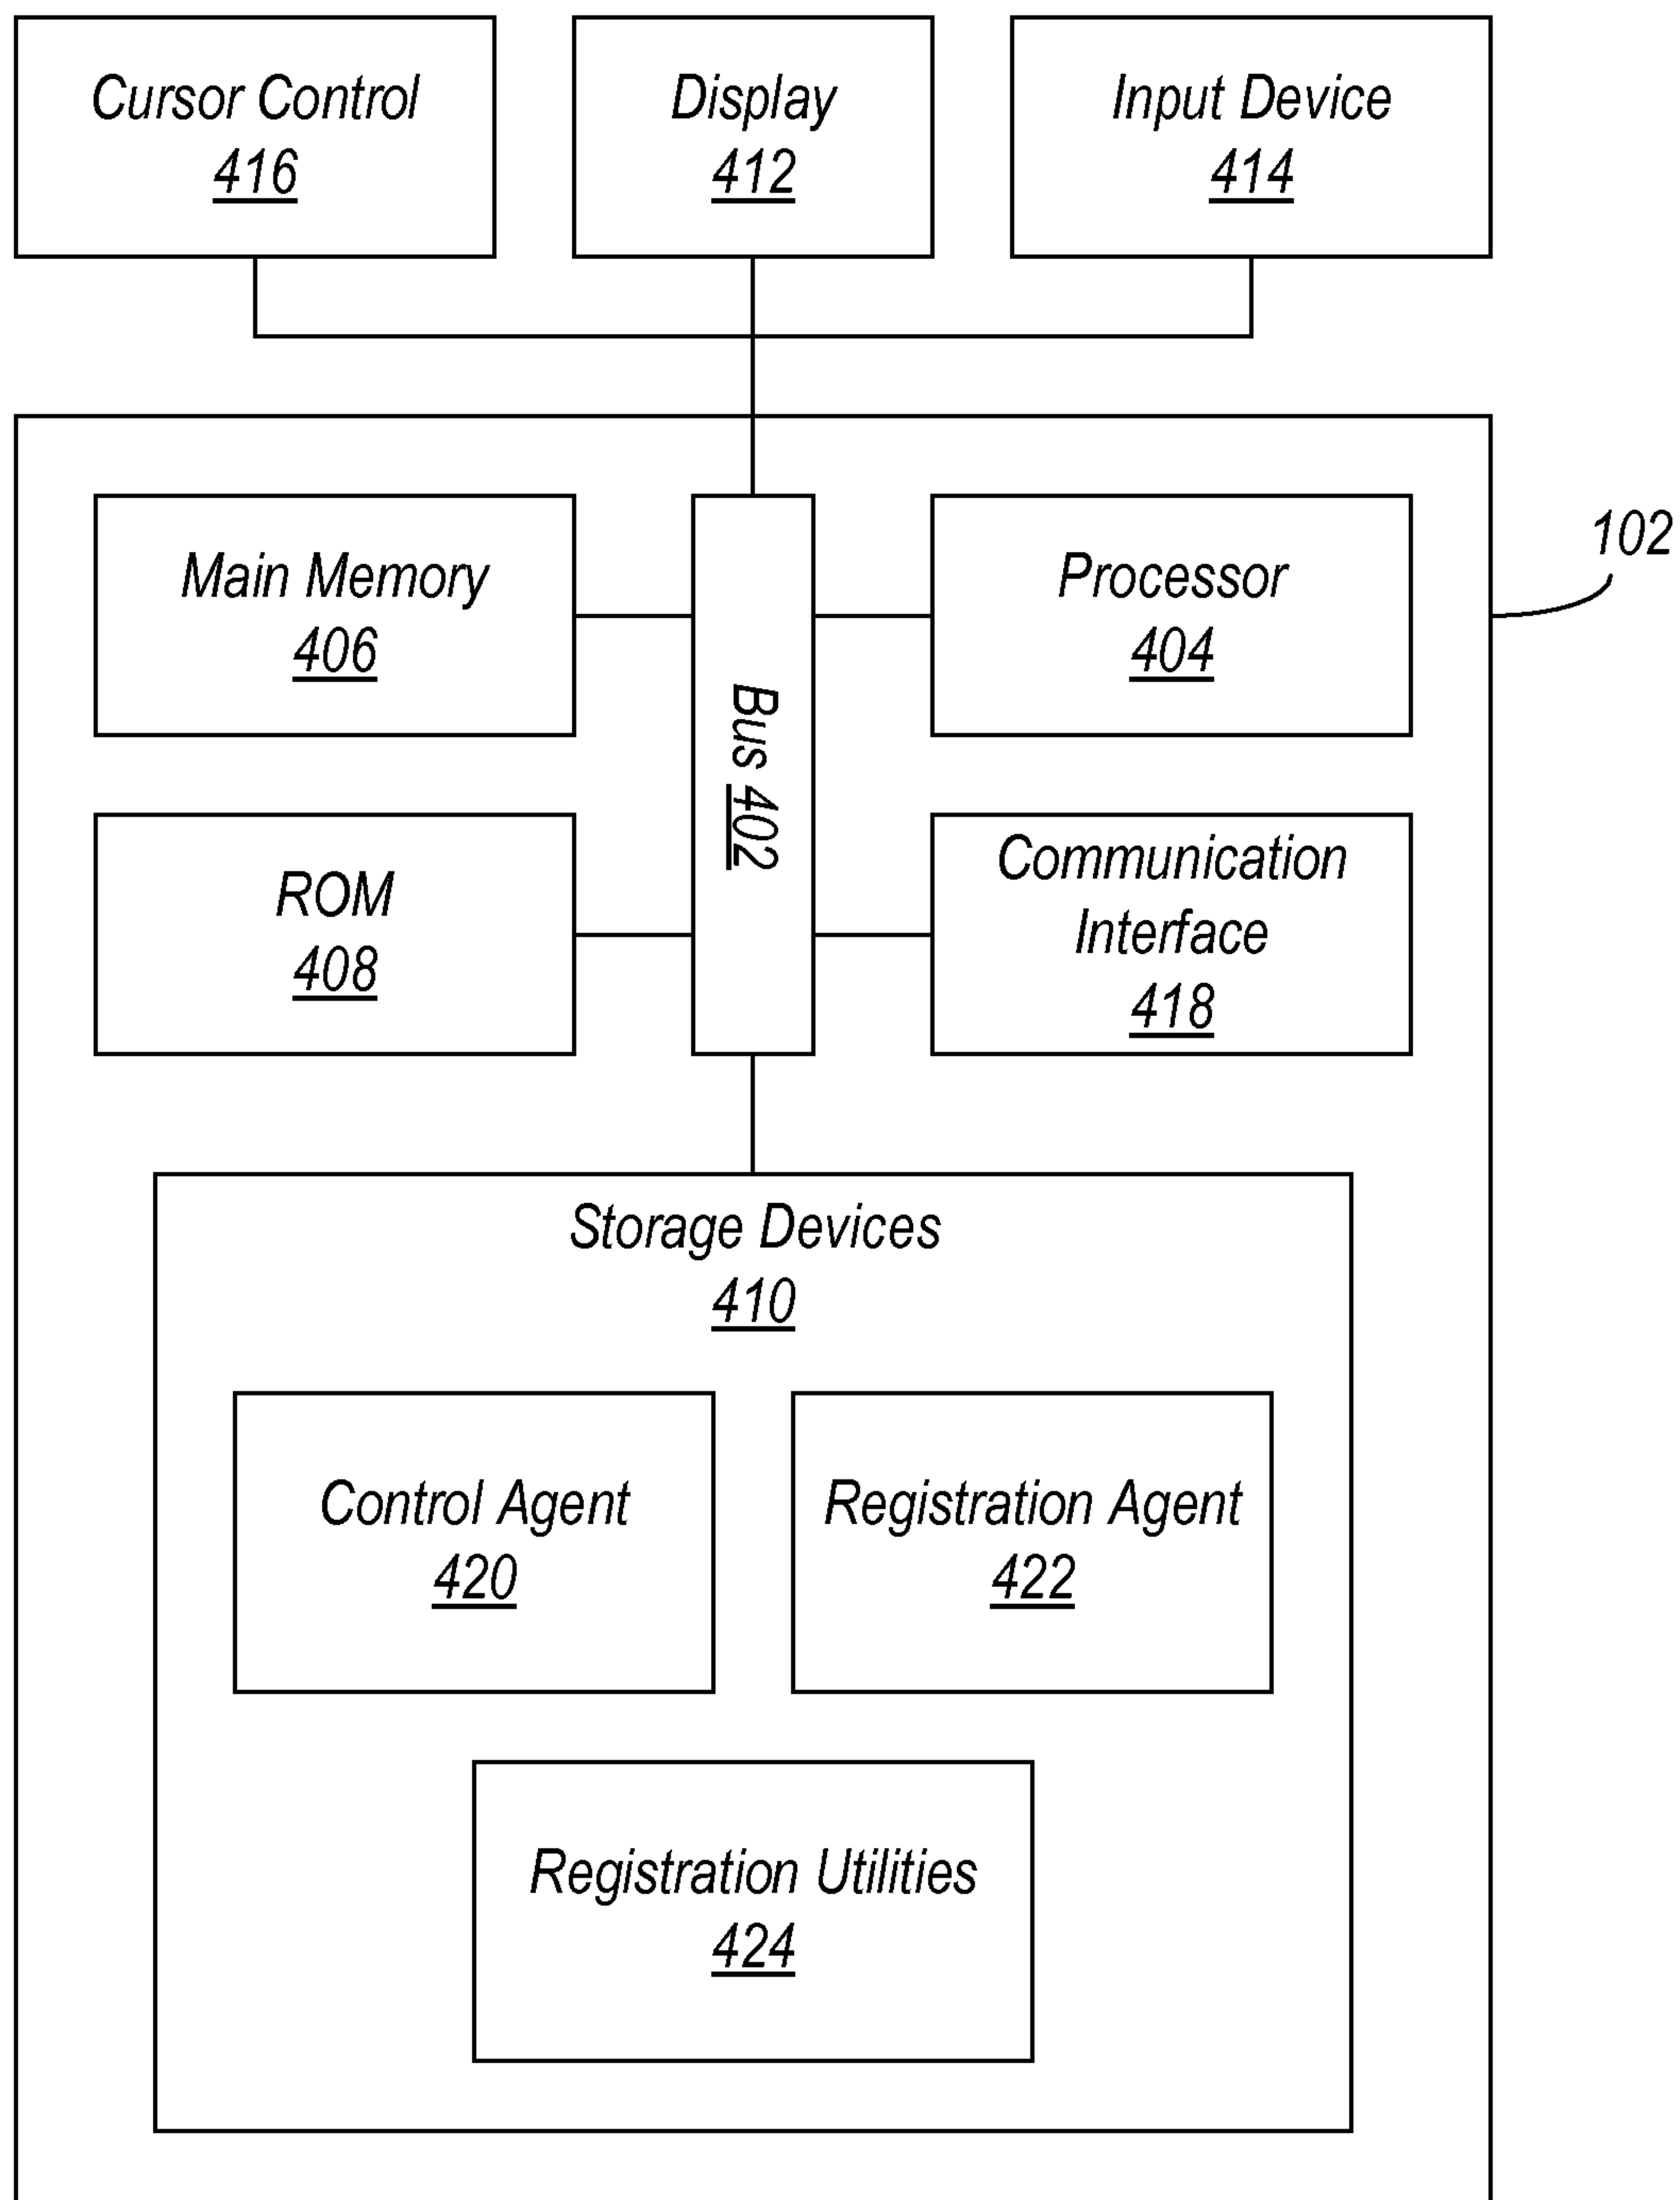 Cursor Control
416
Display
412
Input Device
414
102
Main Memory
406
Processor
404
Bus 402
ROM
408
Communication
Interface
418
Storage Devices
410
Control Agent
420
Registration Agent
422
Registration Utilities
424